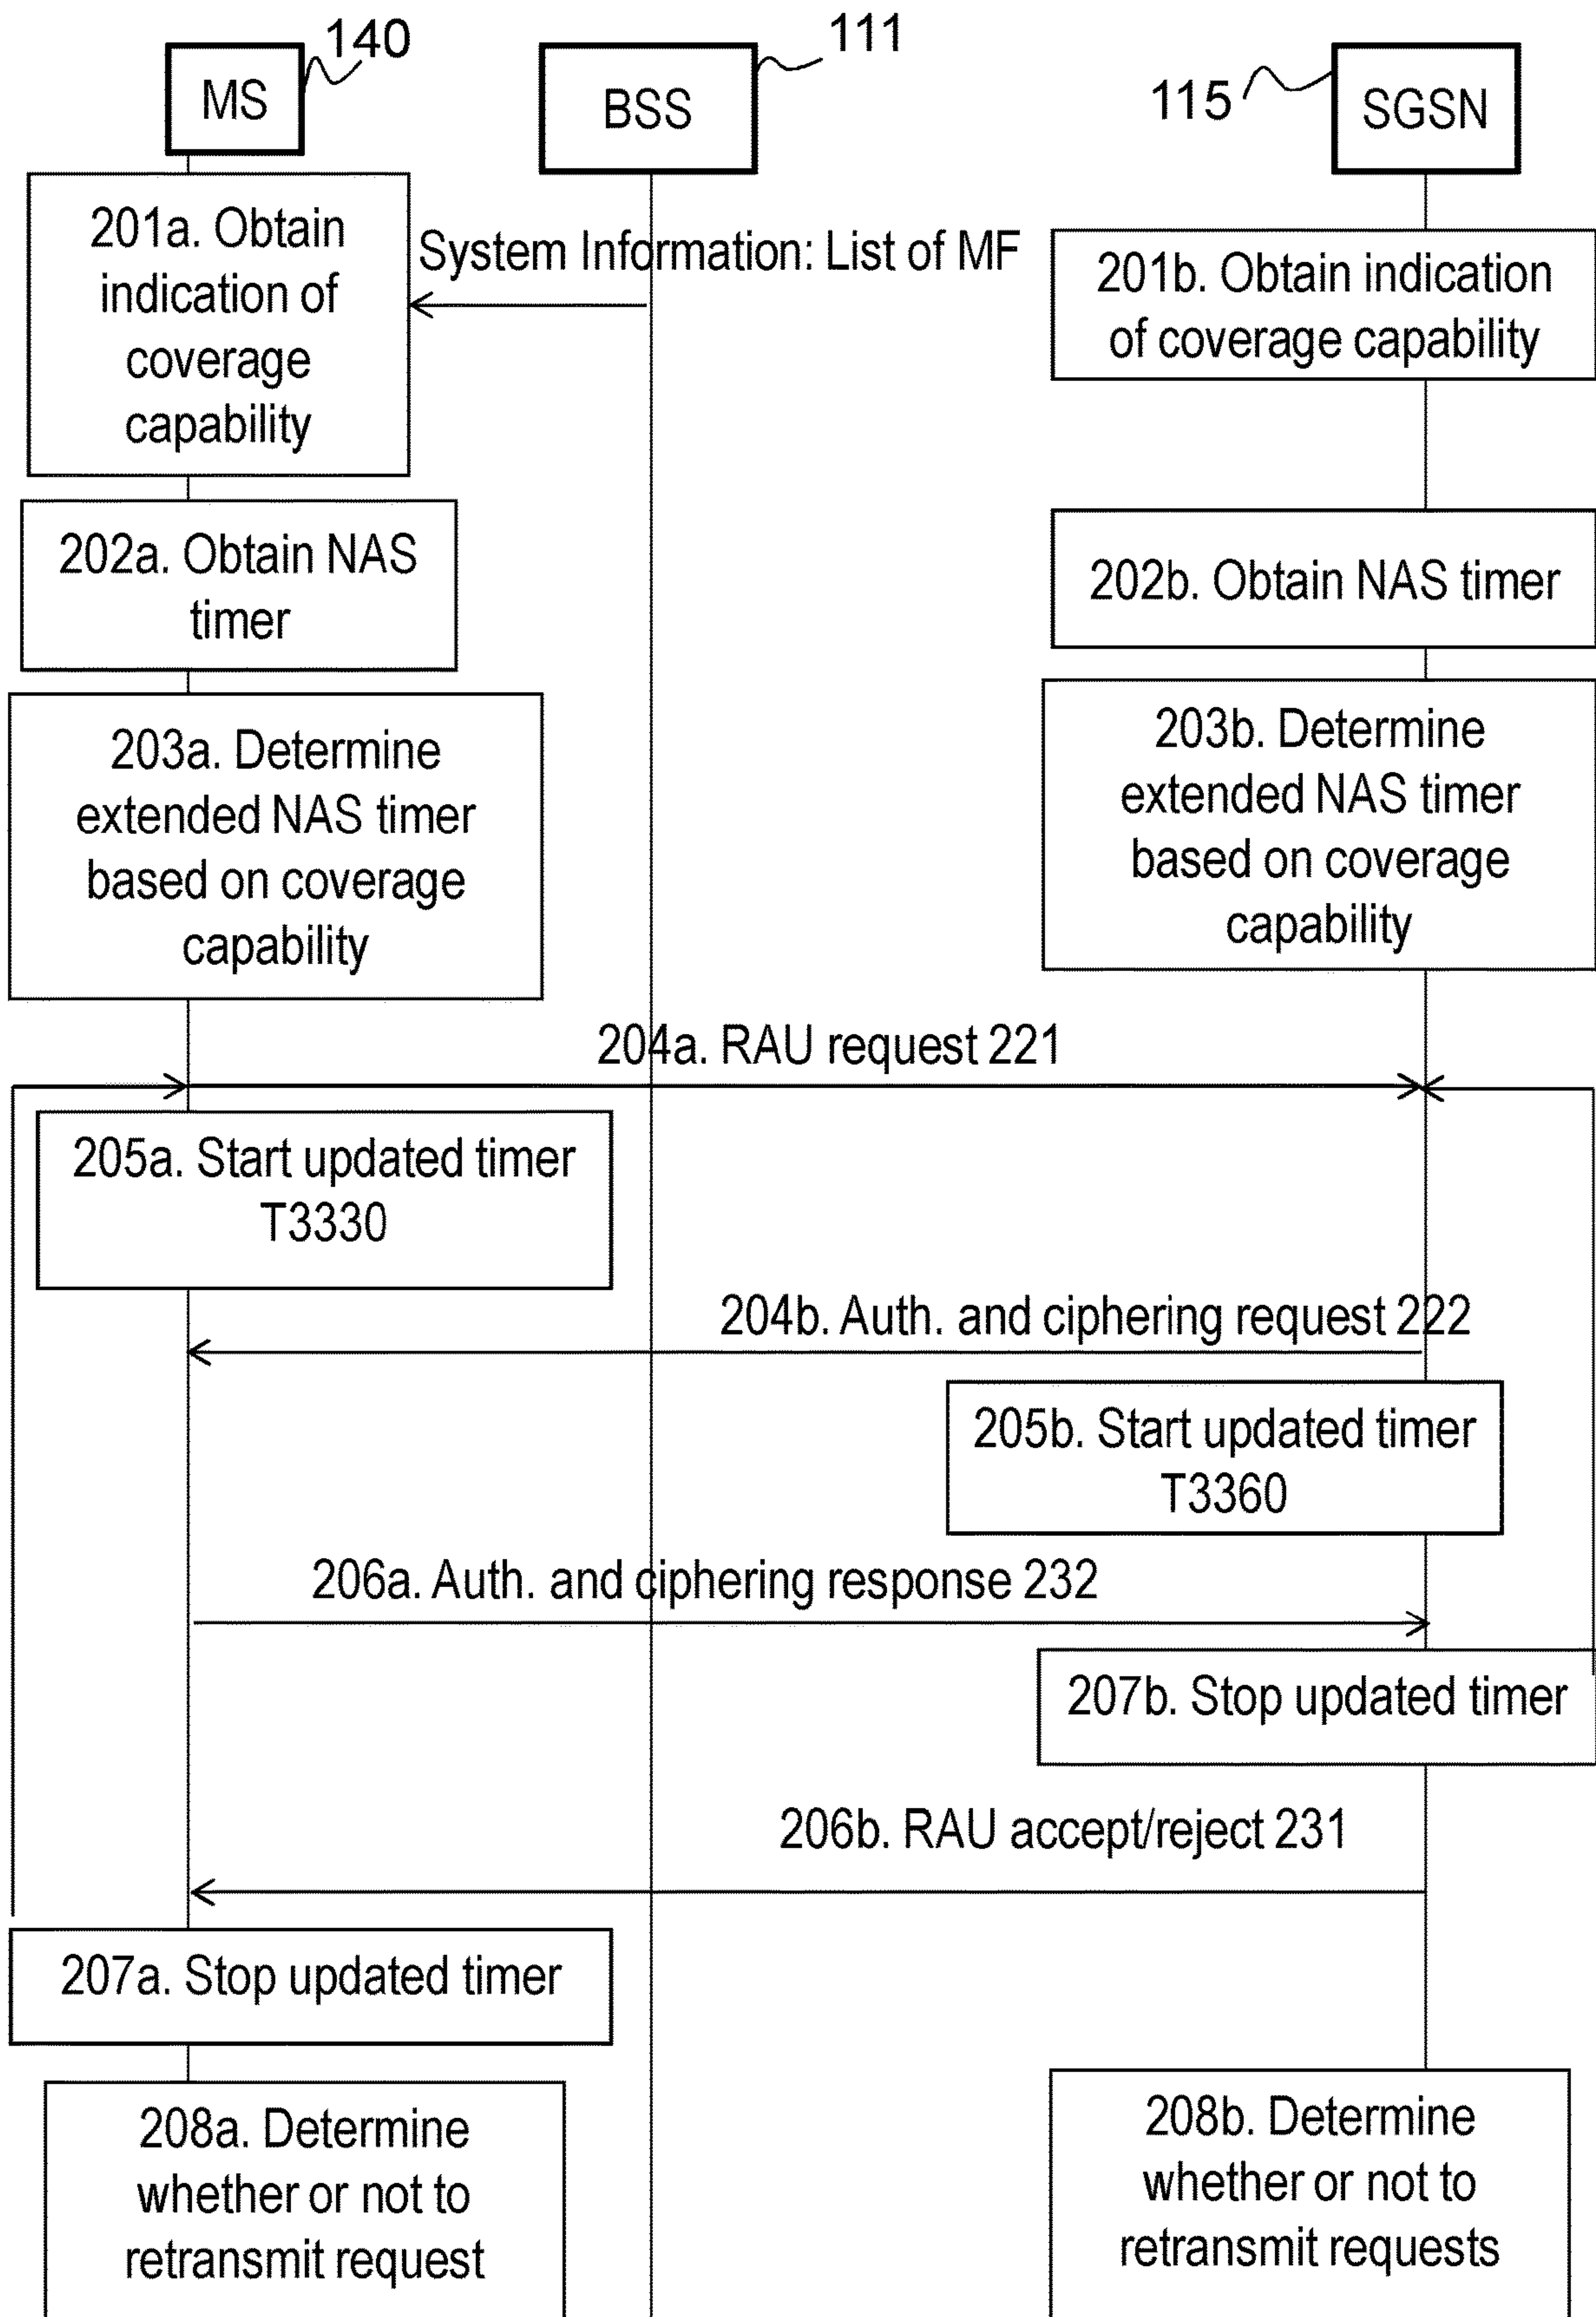 140
111
MS
BSS
115
SGSN
201a. Obtain
indication of
coverage
capability
System Information: List of MF
201b. Obtain indication
of coverage capability
202a. Obtain NAS
timer
202b. Obtain NAS timer
203a. Determine
extended NAS timer
based on coverage
capability
203b. Determine
extended NAS timer
based on coverage
capability
204a. RAU request 221
205a. Start updated timer
T3330
204b. Auth. and ciphering request 222
205b. Start updated timer
T3360
206a. Auth. and ciphering response 232
207b. Stop updated timer
206b. RAU accept/reject 231
207a. Stop updated timer
208a. Determine
whether or not to
retransmit request
208b. Determine
whether or not to
retransmit requests